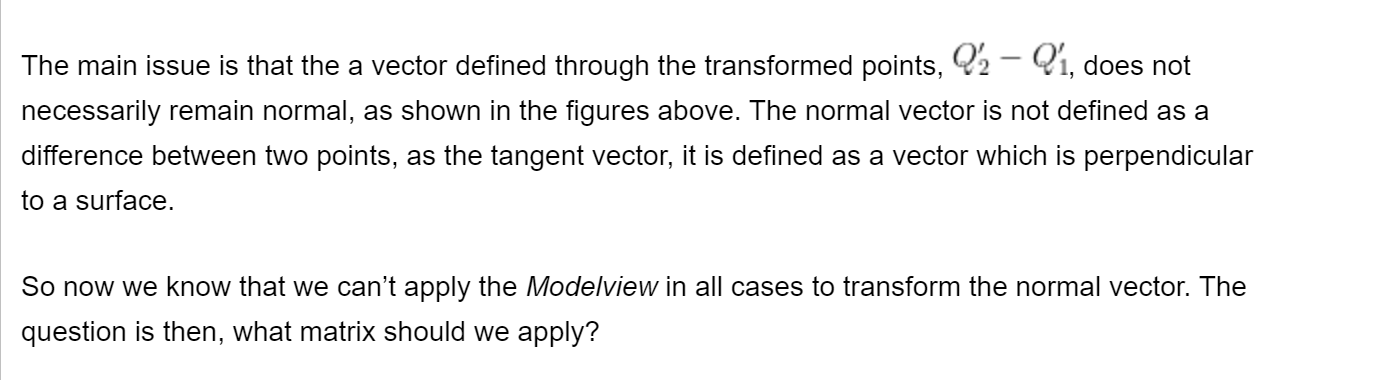 The main issue is that the a vector defined through the transformed points, Q′₂ − Q′₁, does not
necessarily remain normal, as shown in the figures above. The normal vector is not defined as a
difference between two points, as the tangent vector, it is defined as a vector which is perpendicular
to a surface.
So now we know that we can’t apply the Modelview in all cases to transform the normal vector. The
question is then, what matrix should we apply?